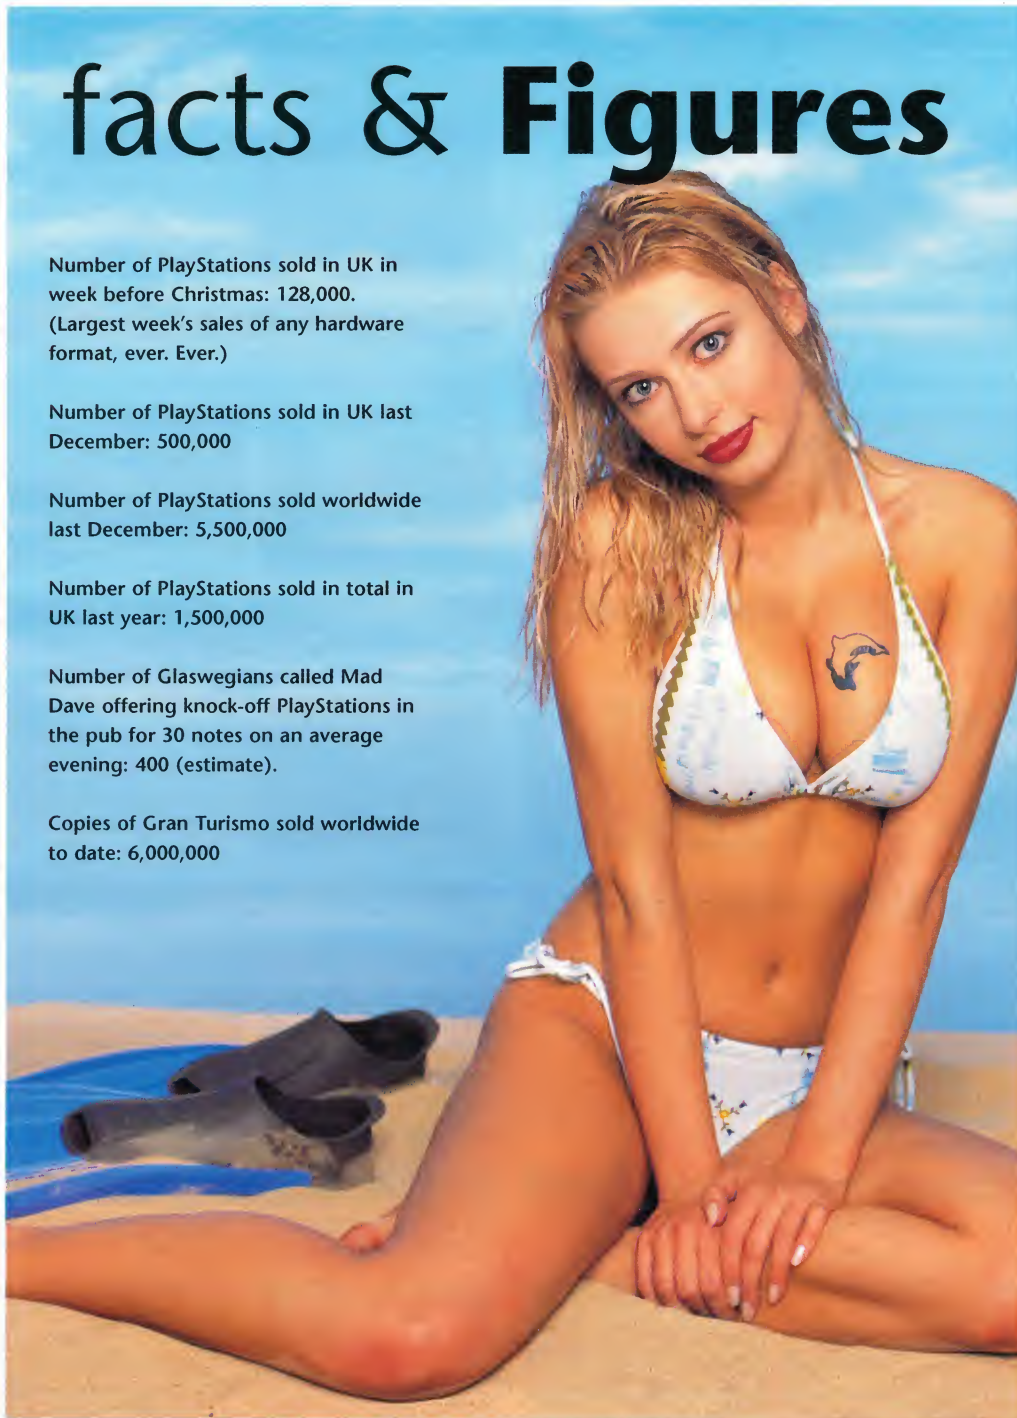 facts & Figures
Number of PlayStations sold in UK in
week before Christmas: 128,000.
(Largest week's sales of any hardware
format, ever. Ever.)
Number of PlayStations sold in UK last
December: 500,000
Number of PlayStations sold worldwide
last December: 5,500,000
Number of PlayStations sold in total in
UK last year: 1,500,000
Number of Glaswegians called Mad
Dave offering knock-off PlayStations in
the pub for 30 notes on an average
evening: 400 (estimate).
Copies of Gran Turismo sold worldwide
to date: 6,000,000